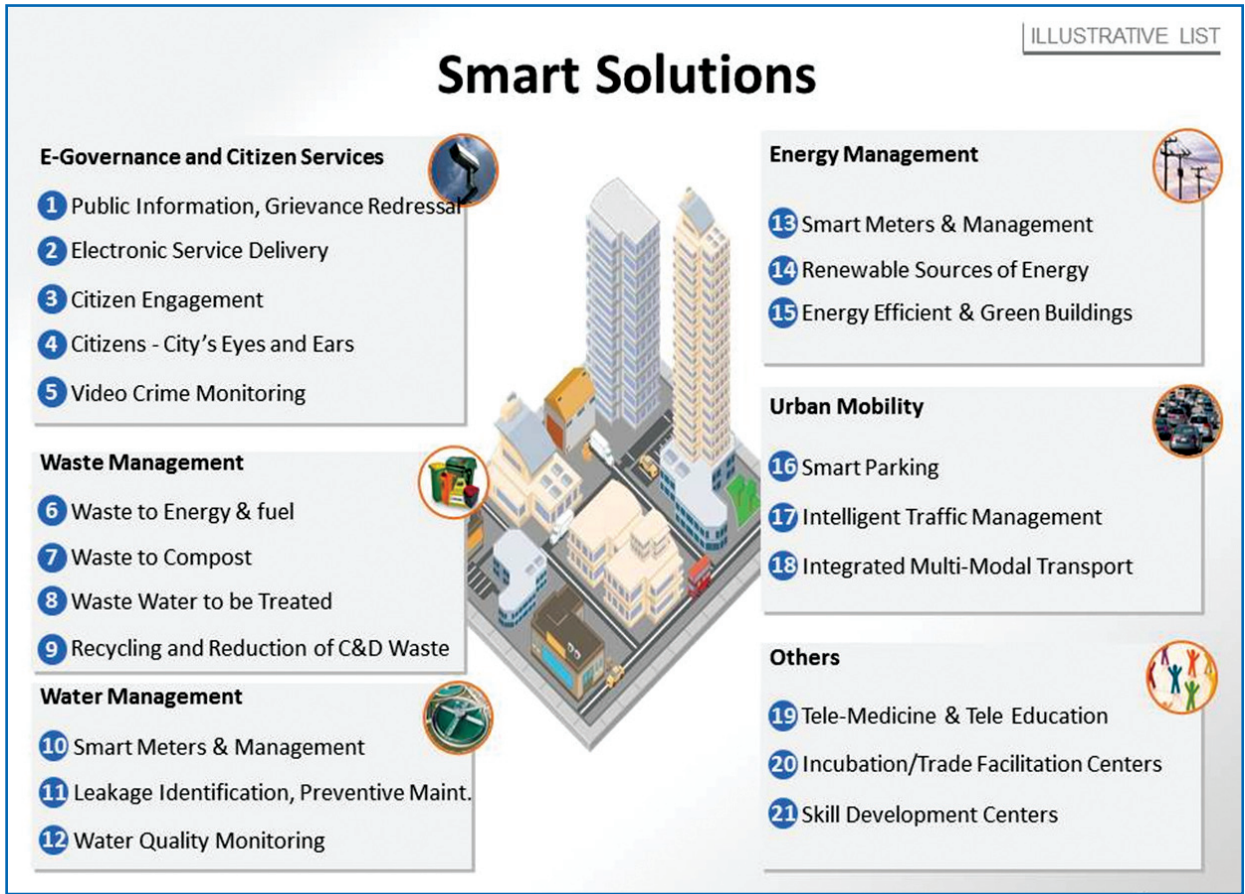 ILLUSTRATIVE LIST
Smart Solutions
E-Governance and Citizen Services
1 Public Information, Grievance Redressal
2 Electronic Service Delivery
3 Citizen Engagement
4 Citizens - City's Eyes and Ears
5 Video Crime Monitoring
Waste Management
6 Waste to Energy & fuel
7 Waste to Compost
8 Waste Water to be Treated
9 Recycling and Reduction of C&D Waste
Water Management
10 Smart Meters & Management
11 Leakage Identification, Preventive Maint.
12 Water Quality Monitoring
Energy Management
13 Smart Meters & Management
14 Renewable Sources of Energy
15 Energy Efficient & Green Buildings
Urban Mobility
16 Smart Parking
17 Intelligent Traffic Management
18 Integrated Multi-Modal Transport
Others
19 Tele-Medicine & Tele Education
20 Incubation/Trade Facilitation Centers
21 Skill Development Centers